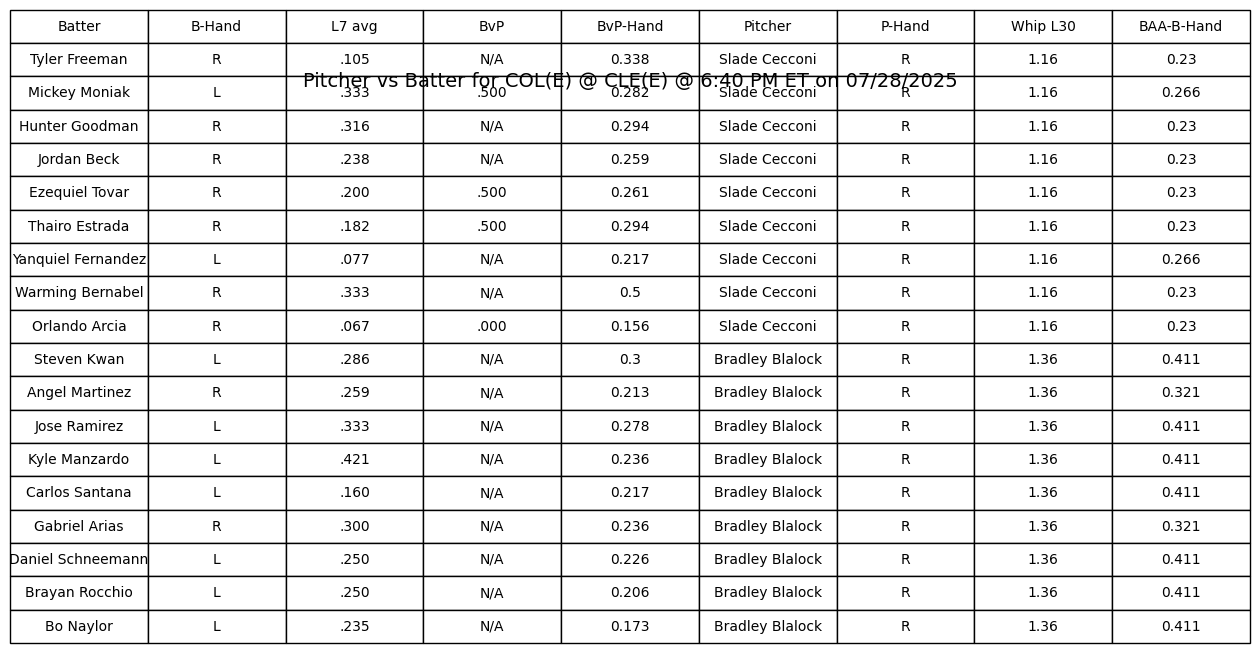 Batter B-Hand L7 avg BvP BvP-Hand Pitcher P-Hand Whip L30 BAA-B-Hand
Tyler Freeman R .105 N/A 0.338 Slade Cecconi R 1.16 0.23
Pitcher vs Batter for COL(E) @ CLE(E) @ 6:40 PM ET on 07/28/2025
Mickey Moniak L .333 .500 0.282 Slade Cecconi R 1.16 0.266
Hunter Goodman R .316 N/A 0.294 Slade Cecconi R 1.16 0.23
Jordan Beck R .238 N/A 0.259 Slade Cecconi R 1.16 0.23
Ezequiel Tovar R .200 .500 0.261 Slade Cecconi R 1.16 0.23
Thairo Estrada R .182 .500 0.294 Slade Cecconi R 1.16 0.23
Yanquiel Fernandez L .077 N/A 0.217 Slade Cecconi R 1.16 0.266
Warming Bernabel R .333 N/A 0.5 Slade Cecconi R 1.16 0.23
Orlando Arcia R .067 .000 0.156 Slade Cecconi R 1.16 0.23
Steven Kwan L .286 N/A 0.3 Bradley Blalock R 1.36 0.411
Angel Martinez R .259 N/A 0.213 Bradley Blalock R 1.36 0.321
Jose Ramirez L .333 N/A 0.278 Bradley Blalock R 1.36 0.411
Kyle Manzardo L .421 N/A 0.236 Bradley Blalock R 1.36 0.411
Carlos Santana L .160 N/A 0.217 Bradley Blalock R 1.36 0.411
Gabriel Arias R .300 N/A 0.236 Bradley Blalock R 1.36 0.321
Daniel Schneemann L .250 N/A 0.226 Bradley Blalock R 1.36 0.411
Brayan Rocchio L .250 N/A 0.206 Bradley Blalock R 1.36 0.411
Bo Naylor L .235 N/A 0.173 Bradley Blalock R 1.36 0.411